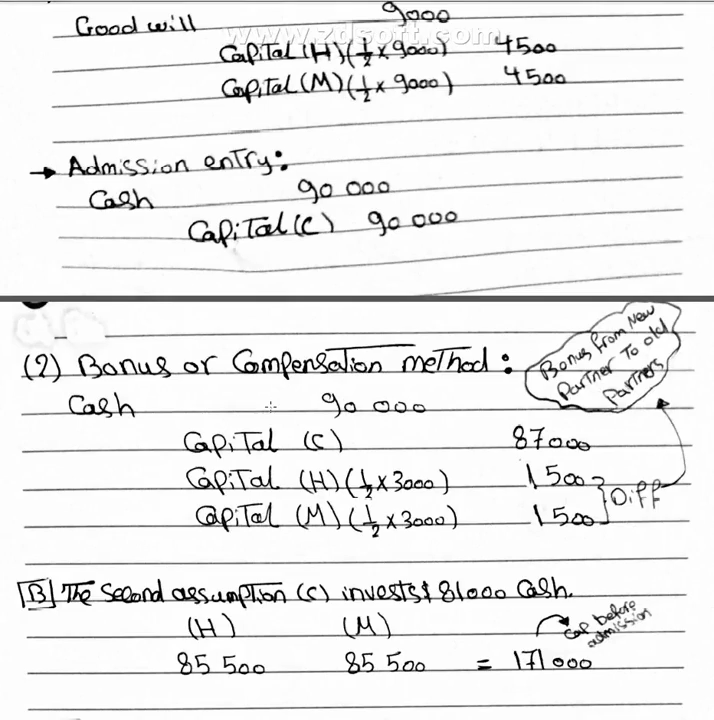 Good will 9000
www.zdsoft.com
Capital (H) (1/2 x 9000) 4500
Capital (M) (1/2 x 9000) 4500
→ Admission entry:
Cash 90 000
Capital (C) 90 000
(2) Bonus or Compensation method:
Bonus from New
Partner To old
Partners
Cash 90 000
Capital (C) 87000
Capital (H) (1/2 x 3000) 1500
Capital (M) (1/2 x 3000) 1500
Diff
[B] The Second assumption (C) invests $ 81000 Cash.
(H) (M)
cap before
admission
85 500 85 500 = 171 000